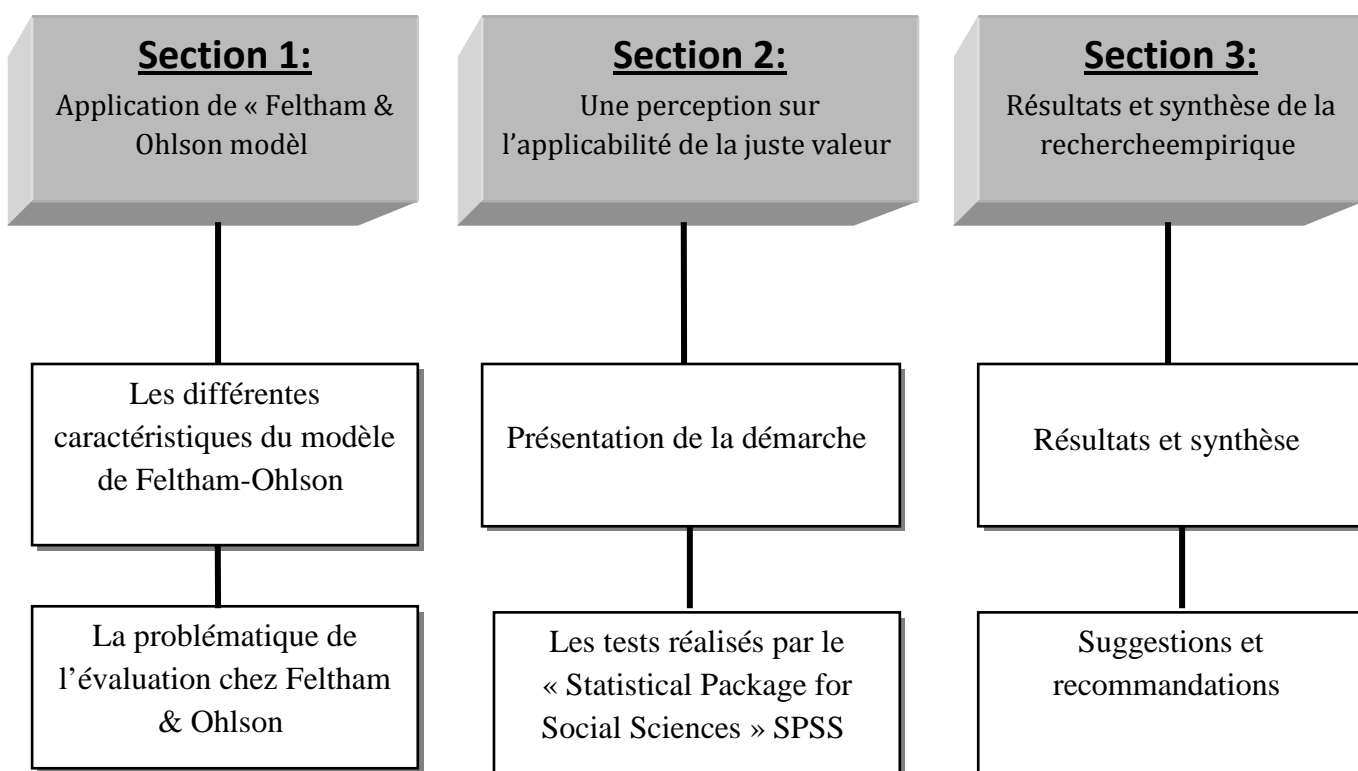 Section 1:
Application de « Feltham &
Ohlson modèl
Les différentes
caractéristiques du modèle
de Feltham-Ohlson
La problématique de
l'évaluation chez Feltham
& Ohlson
Section 2:
Une perception sur
l'applicabilité de la juste valeur
Présentation de la démarche
Les tests réalisés par le
« Statistical Package for
Social Sciences » SPSS
Section 3:
Résultats et synthèse de la
rechercheempirique
Résultats et synthèse
Suggestions et
recommandations